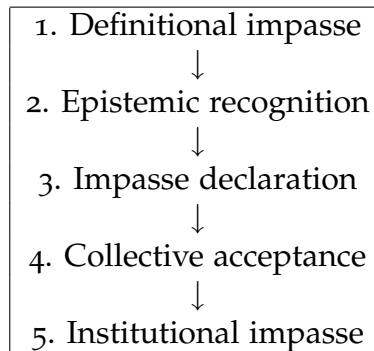 1. Definitional impasse
↓
2. Epistemic recognition
↓
3. Impasse declaration
↓
4. Collective acceptance
↓
5. Institutional impasse